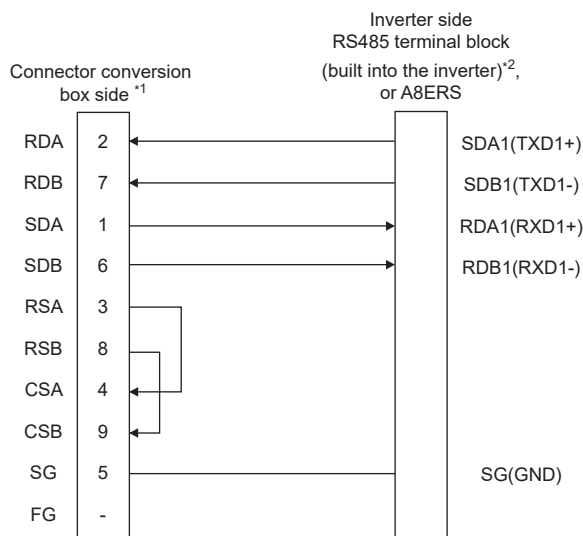 Inverter side
RS485 terminal block
(built into the inverter)*2,
or A8ERS
Connector conversion
box side *1
RDA 2 SDA1(TXD1+)
RDB 7 SDB1(TXD1-)
SDA 1 RDA1(RXD1+)
SDB 6 RDB1(RXD1-)
RSA 3
RSB 8
CSA 4
CSB 9
SG 5 SG(GND)
FG -